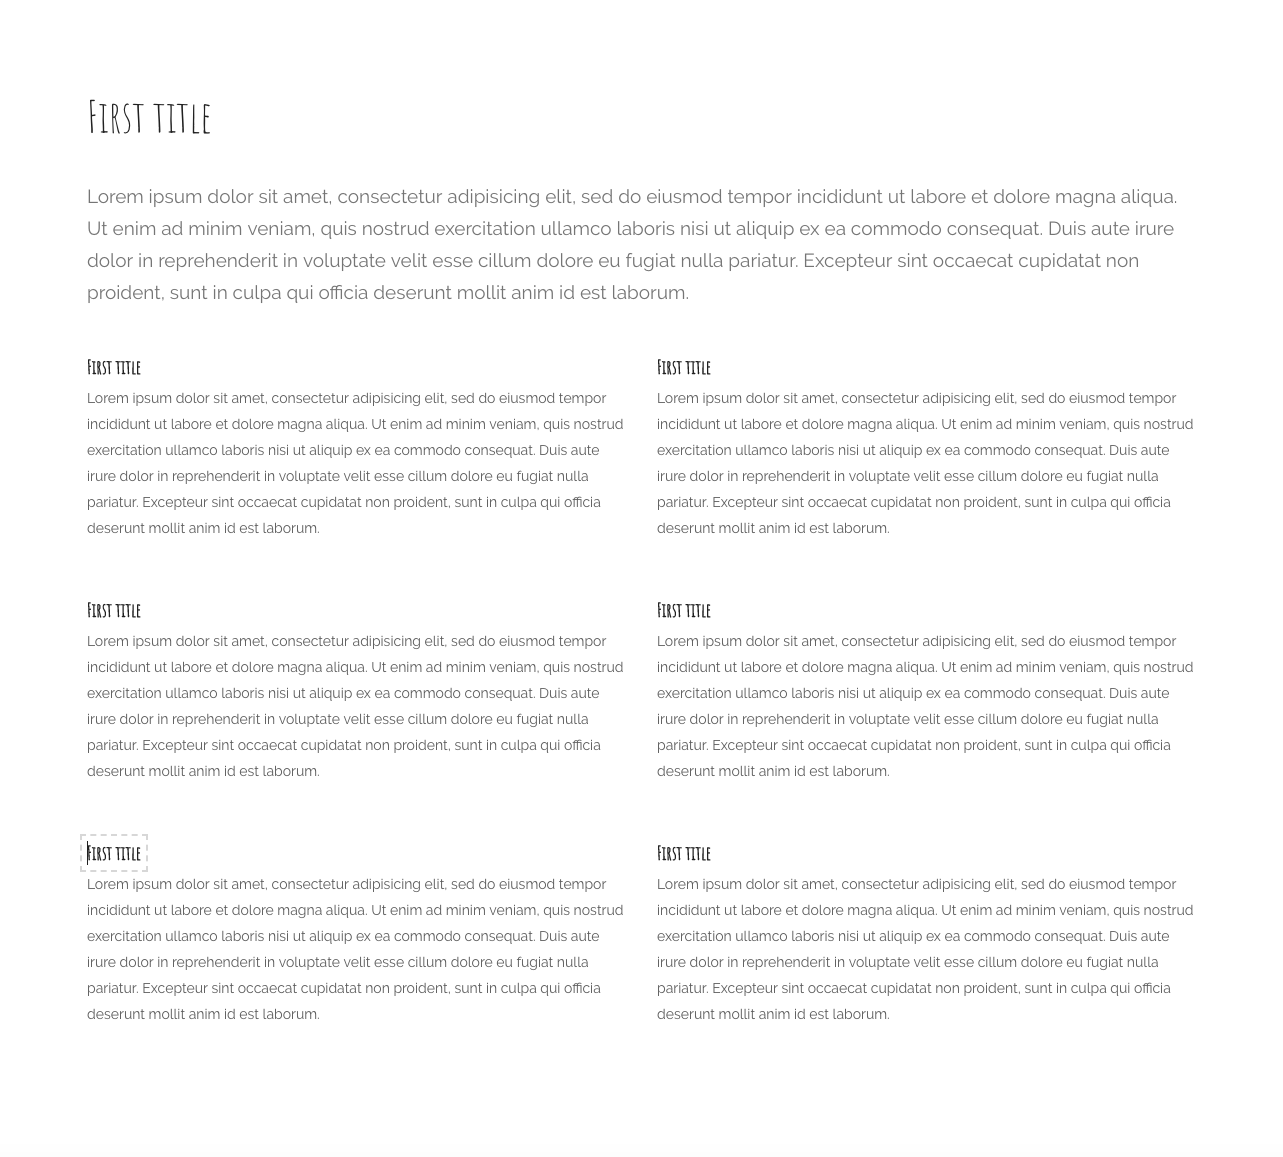 First title
Lorem ipsum dolor sit amet, consectetur adipisicing elit, sed do eiusmod tempor incididunt ut labore et dolore magna aliqua.
Ut enim ad minim veniam, quis nostrud exercitation ullamco laboris nisi ut aliquip ex ea commodo consequat. Duis aute irure
dolor in reprehenderit in voluptate velit esse cillum dolore eu fugiat nulla pariatur. Excepteur sint occaecat cupidatat non
proident, sunt in culpa qui officia deserunt mollit anim id est laborum.
First title
Lorem ipsum dolor sit amet, consectetur adipisicing elit, sed do eiusmod tempor
incididunt ut labore et dolore magna aliqua. Ut enim ad minim veniam, quis nostrud
exercitation ullamco laboris nisi ut aliquip ex ea commodo consequat. Duis aute
irure dolor in reprehenderit in voluptate velit esse cillum dolore eu fugiat nulla
pariatur. Excepteur sint occaecat cupidatat non proident, sunt in culpa qui officia
deserunt mollit anim id est laborum.
First title
Lorem ipsum dolor sit amet, consectetur adipisicing elit, sed do eiusmod tempor
incididunt ut labore et dolore magna aliqua. Ut enim ad minim veniam, quis nostrud
exercitation ullamco laboris nisi ut aliquip ex ea commodo consequat. Duis aute
irure dolor in reprehenderit in voluptate velit esse cillum dolore eu fugiat nulla
pariatur. Excepteur sint occaecat cupidatat non proident, sunt in culpa qui officia
deserunt mollit anim id est laborum.
First title
Lorem ipsum dolor sit amet, consectetur adipisicing elit, sed do eiusmod tempor
incididunt ut labore et dolore magna aliqua. Ut enim ad minim veniam, quis nostrud
exercitation ullamco laboris nisi ut aliquip ex ea commodo consequat. Duis aute
irure dolor in reprehenderit in voluptate velit esse cillum dolore eu fugiat nulla
pariatur. Excepteur sint occaecat cupidatat non proident, sunt in culpa qui officia
deserunt mollit anim id est laborum.
First title
Lorem ipsum dolor sit amet, consectetur adipisicing elit, sed do eiusmod tempor
incididunt ut labore et dolore magna aliqua. Ut enim ad minim veniam, quis nostrud
exercitation ullamco laboris nisi ut aliquip ex ea commodo consequat. Duis aute
irure dolor in reprehenderit in voluptate velit esse cillum dolore eu fugiat nulla
pariatur. Excepteur sint occaecat cupidatat non proident, sunt in culpa qui officia
deserunt mollit anim id est laborum.
First title
Lorem ipsum dolor sit amet, consectetur adipisicing elit, sed do eiusmod tempor
incididunt ut labore et dolore magna aliqua. Ut enim ad minim veniam, quis nostrud
exercitation ullamco laboris nisi ut aliquip ex ea commodo consequat. Duis aute
irure dolor in reprehenderit in voluptate velit esse cillum dolore eu fugiat nulla
pariatur. Excepteur sint occaecat cupidatat non proident, sunt in culpa qui officia
deserunt mollit anim id est laborum.
First title
Lorem ipsum dolor sit amet, consectetur adipisicing elit, sed do eiusmod tempor
incididunt ut labore et dolore magna aliqua. Ut enim ad minim veniam, quis nostrud
exercitation ullamco laboris nisi ut aliquip ex ea commodo consequat. Duis aute
irure dolor in reprehenderit in voluptate velit esse cillum dolore eu fugiat nulla
pariatur. Excepteur sint occaecat cupidatat non proident, sunt in culpa qui officia
deserunt mollit anim id est laborum.